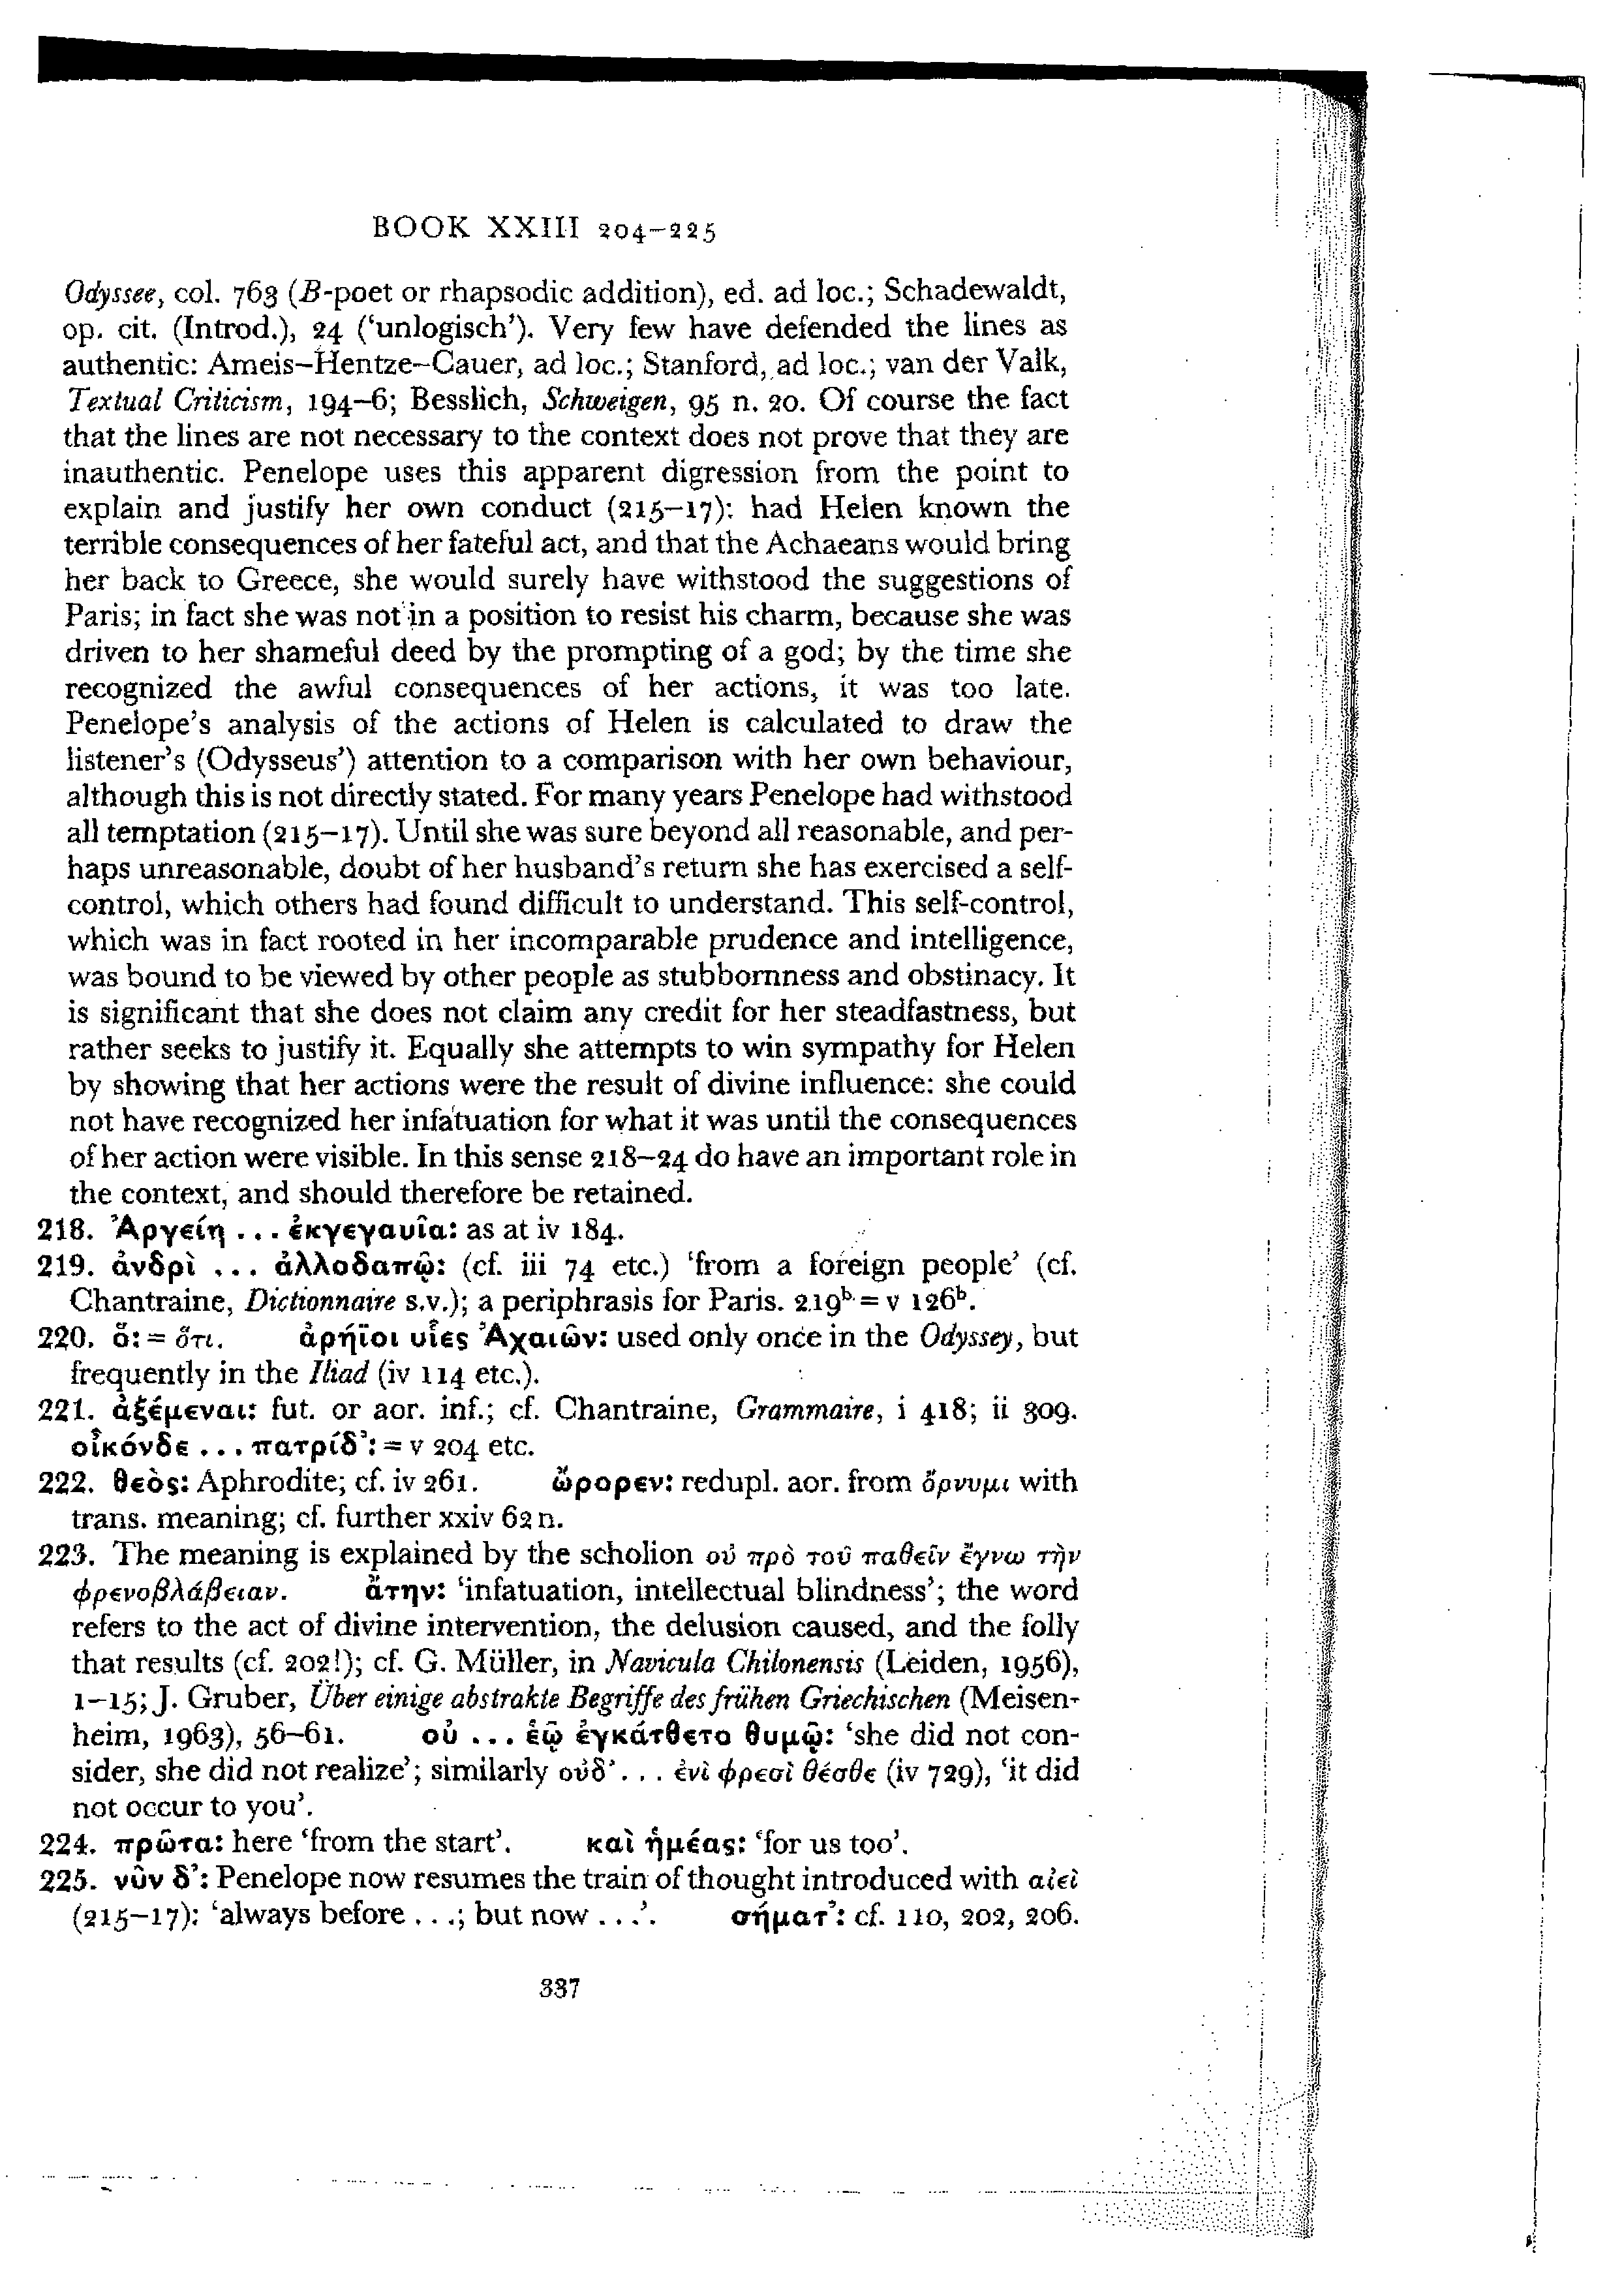 BOOK XXIII 204–225
Odyssee, col. 763 (B-poet or rhapsodic addition), ed. ad loc.; Schadewaldt,
op. cit. (Introd.), 24 (‘unlogisch’). Very few have defended the lines as
authentic: Ameis–Hentze–Cauer, ad loc.; Stanford, ad loc.; van der Valk,
Textual Criticism, 194–6; Besslich, Schweigen, 95 n. 20. Of course the fact
that the lines are not necessary to the context does not prove that they are
inauthentic. Penelope uses this apparent digression from the point to
explain and justify her own conduct (215–17): had Helen known the
terrible consequences of her fateful act, and that the Achaeans would bring
her back to Greece, she would surely have withstood the suggestions of
Paris; in fact she was not in a position to resist his charm, because she was
driven to her shameful deed by the prompting of a god; by the time she
recognized the awful consequences of her actions, it was too late.
Penelope’s analysis of the actions of Helen is calculated to draw the
listener’s (Odysseus’) attention to a comparison with her own behaviour,
although this is not directly stated. For many years Penelope had withstood
all temptation (215–17). Until she was sure beyond all reasonable, and per-
haps unreasonable, doubt of her husband’s return she has exercised a self-
control, which others had found difficult to understand. This self-control,
which was in fact rooted in her incomparable prudence and intelligence,
was bound to be viewed by other people as stubbornness and obstinacy. It
is significant that she does not claim any credit for her steadfastness, but
rather seeks to justify it. Equally she attempts to win sympathy for Helen
by showing that her actions were the result of divine influence: she could
not have recognized her infatuation for what it was until the consequences
of her action were visible. In this sense 218–24 do have an important role in
the context, and should therefore be retained.
218. Ἀργείη . . . ἐκγεγαυῖα: as at iv 184.
219. ἀνδρὶ . . . ἀλλοδαπῷ: (cf. iii 74 etc.) ‘from a foreign people’ (cf.
Chantraine, Dictionnaire s.v.); a periphrasis for Paris. 219ᵇ = v 126ᵇ.
220. ὅ: = ὅτι. ἀρήϊοι υἷες Ἀχαιῶν: used only once in the Odyssey, but
frequently in the Iliad (iv 114 etc.).
221. ἀξέμεναι: fut. or aor. inf.; cf. Chantraine, Grammaire, i 418; ii 309.
οἶκόνδε . . . πατρίδ’: = v 204 etc.
222. θεὸς: Aphrodite; cf. iv 261. ὤρορεν: redupl. aor. from ὄρνυμι with
trans. meaning; cf. further xxiv 62 n.
223. The meaning is explained by the scholion οὐ πρὸ τοῦ παθεῖν ἔγνω τὴν
φρενοβλάβειαν. ἄτην: ‘infatuation, intellectual blindness’; the word
refers to the act of divine intervention, the delusion caused, and the folly
that results (cf. 202!); cf. G. Müller, in Navicula Chilonensis (Leiden, 1956),
1–15; J. Gruber, Über einige abstrakte Begriffe des frühen Griechischen (Meisen-
heim, 1963), 56–61. οὐ . . . ἑῷ ἐγκάτθετο θυμῷ: ‘she did not con-
sider, she did not realize’; similarly οὐδ’. . . ἐνὶ φρεσὶ θέσθε (iv 729), ‘it did
not occur to you’.
224. πρῶτα: here ‘from the start’. καὶ ἡμέας: ‘for us too’.
225. νῦν δ’: Penelope now resumes the train of thought introduced with αἰεὶ
(215–17): ‘always before . . .; but now . . .’. σήματ’: cf. 110, 202, 206.
337